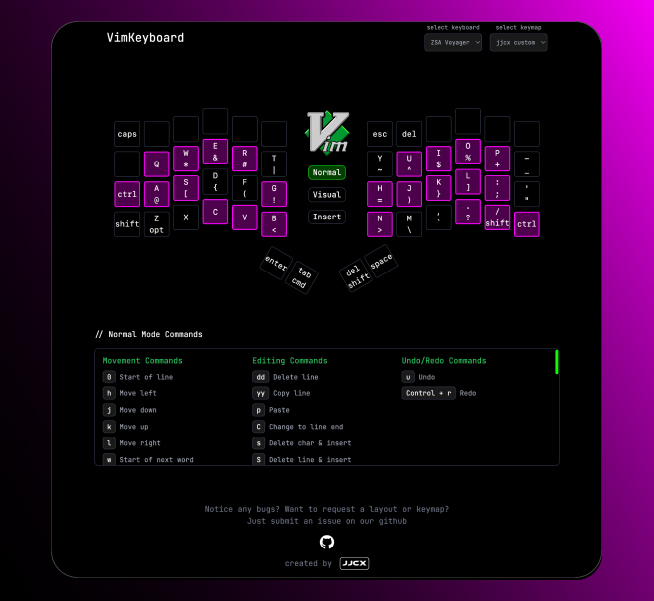 select keyboard select keymap
VimKeyboard
ZSA Voyager jjcx custom
caps esc del
Vim
E & O %
W * R # I $ P +
Q T | Y ~ U ^ - _
Normal
D { L ]
S [ F ( K } : ;
ctrl A @ G ! H = J ) ' "
Visual
C . ?
X V , ` / shift
shift Z opt B < N > M \ ctrl
Insert
enter tab cmd del shift space
// Normal Mode Commands
Movement Commands Editing Commands Undo/Redo Commands
0 Start of line dd Delete line u Undo
h Move left yy Copy line Control + r Redo
j Move down p Paste
k Move up C Change to line end
l Move right s Delete char & insert
w Start of next word S Delete line & insert
Notice any bugs? Want to request a layout or keymap?
Just submit an issue on our github
created by JJCX